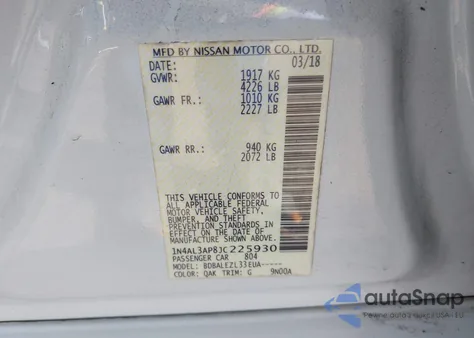 MFD BY NISSAN MOTOR CO., LTD.
DATE: 03/18
GVWR: 1917 KG
4226 LB
GAWR FR.: 1010 KG
2227 LB
GAWR RR.: 940 KG
2072 LB
THIS VEHICLE CONFORMS TO
ALL APPLICABLE FEDERAL
MOTOR VEHICLE SAFETY,
BUMPER, AND THEFT
PREVENTION STANDARDS
IN EFFECT ON THE DATE OF
MANUFACTURE SHOWN ABOVE.
1N4AL3AP8JC225930
PASSENGER CAR 804
MODEL: BDBALEZL33EUA-----
COLOR: QAK TRIM: G 9N00A
autoSnap